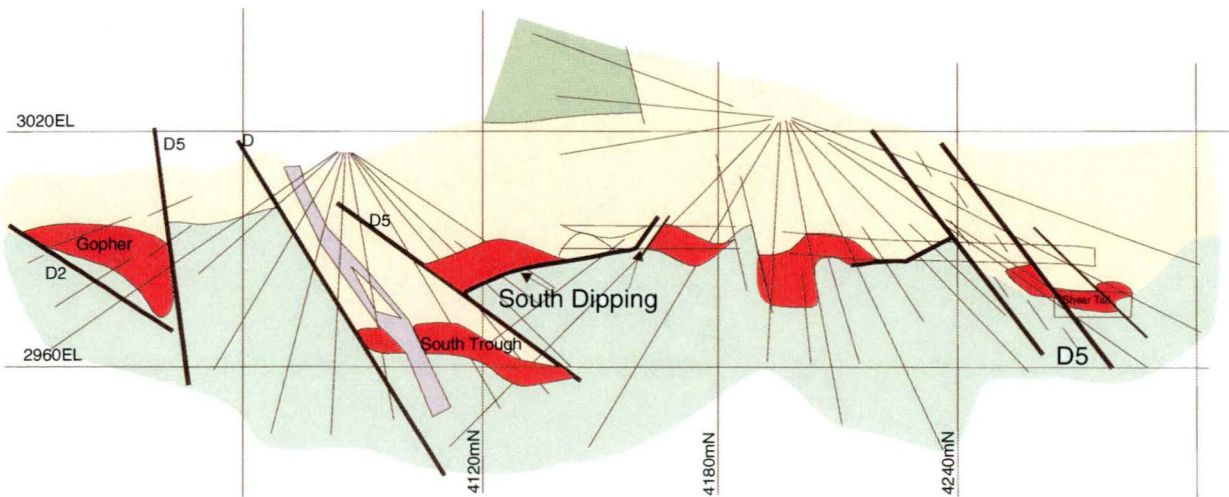 3020EL
D5
D
D5
Gopher
D2
South Dipping
Shear Tail
South Trough
2960EL
D5
4120mN
4180mN
4240mN